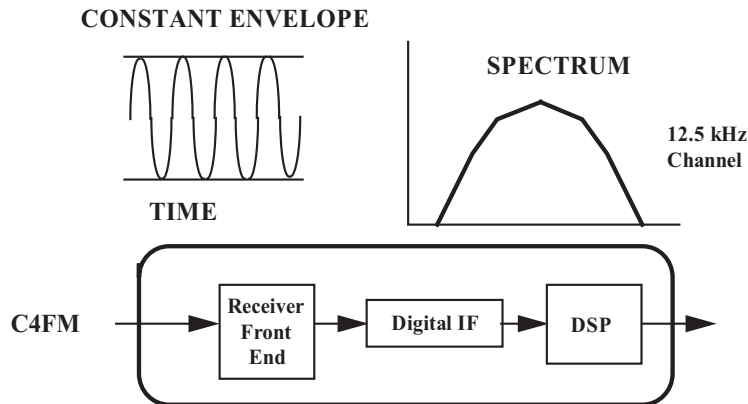 CONSTANT ENVELOPE
SPECTRUM
12.5 kHz
Channel
TIME
C4FM
Receiver
Front
End
Digital IF
DSP